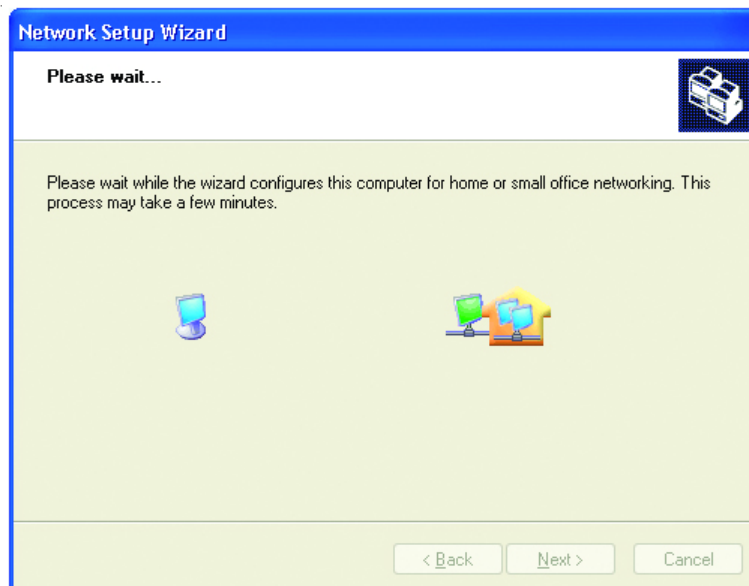 Network Setup Wizard
Please wait...
Please wait while the wizard configures this computer for home or small office networking. This
process may take a few minutes.
< Back
Next >
Cancel